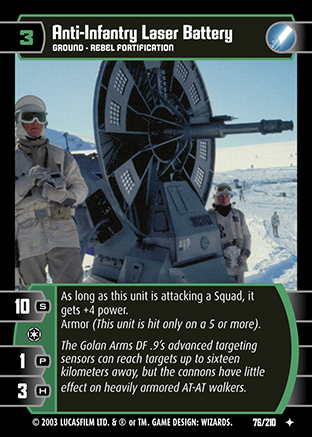 3 Anti-Infantry Laser Battery
GROUND - REBEL FORTIFICATION
10 S
As long as this unit is attacking a Squad, it
gets +4 power.
Armor (This unit is hit only on a 5 or more).
1 P
3 H
The Golan Arms DF .9's advanced targeting
sensors can reach targets up to sixteen
kilometers away, but the cannons have little
effect on heavily armored AT-AT walkers.
© 2003 LUCASFILM LTD. & ® or TM. GAME DESIGN: WIZARDS. 76/210